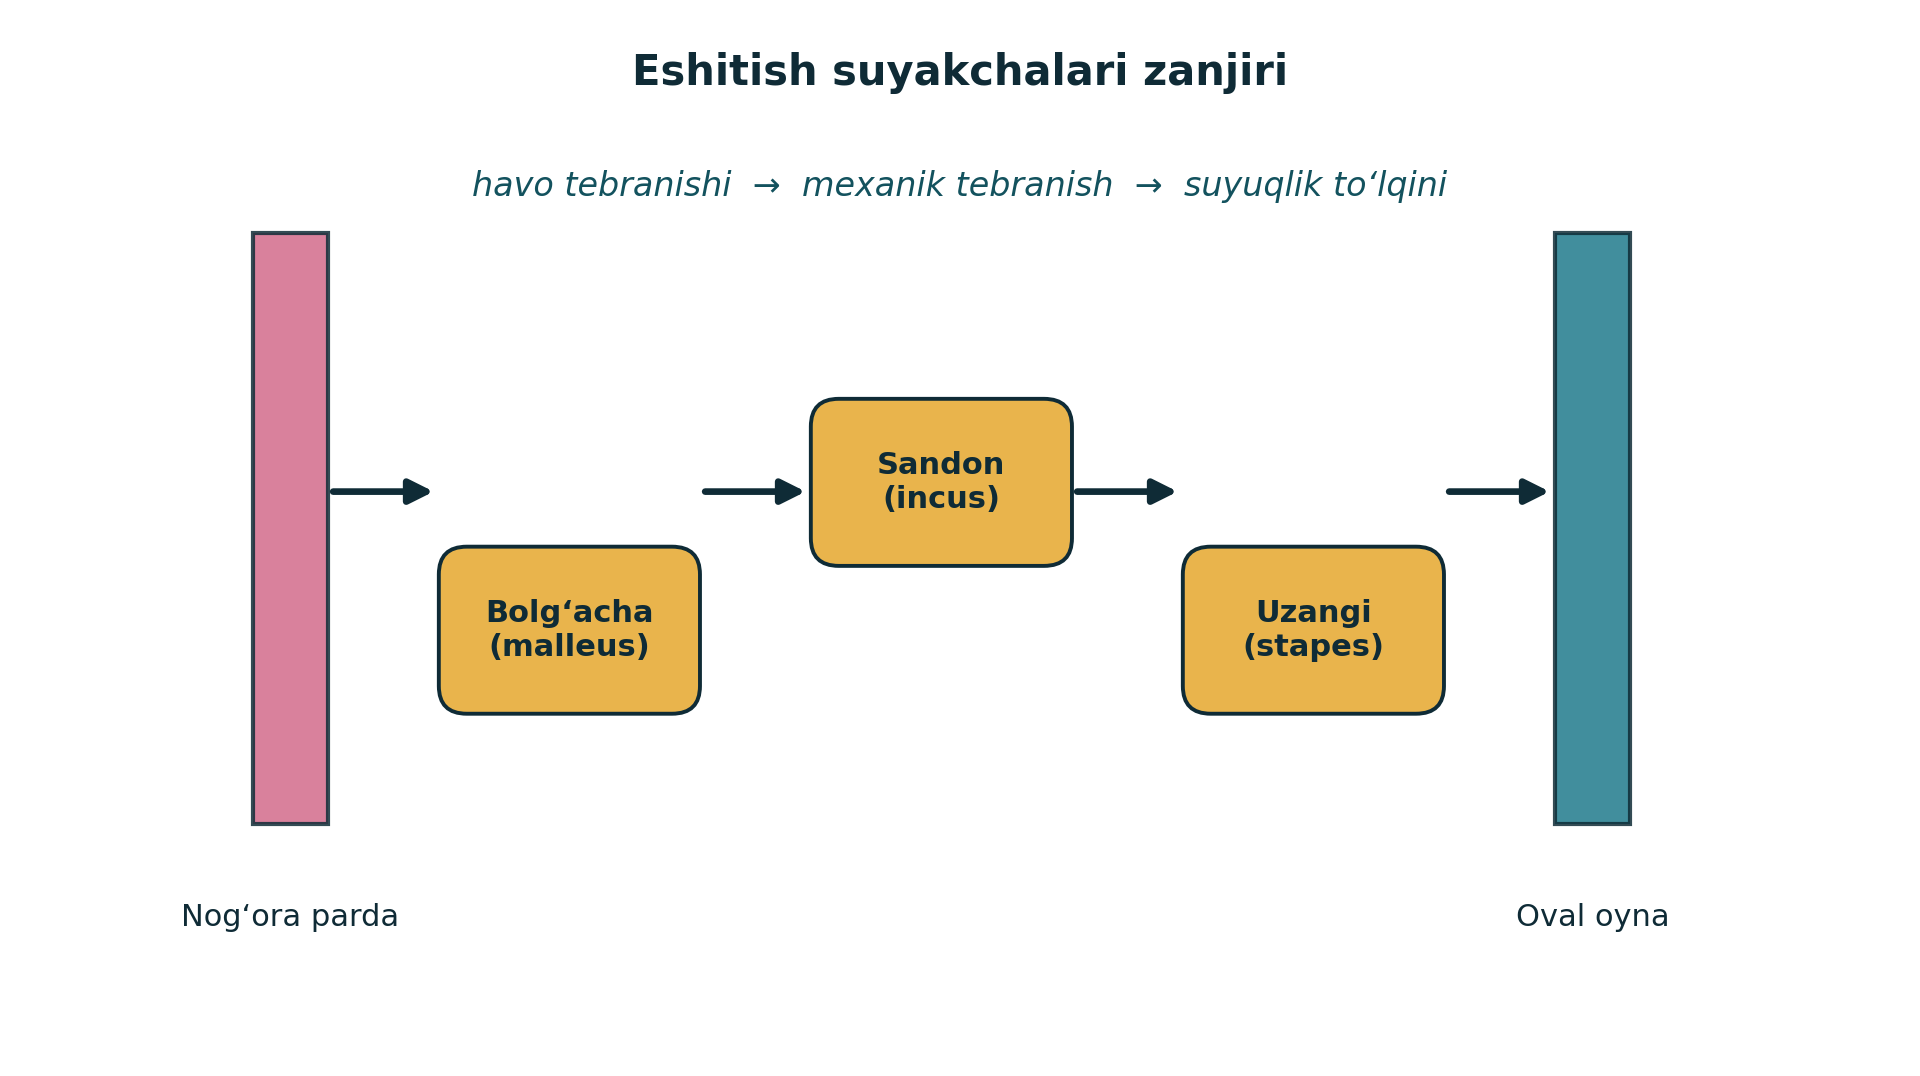 Eshitish suyakchalari zanjiri
havo tebranishi → mexanik tebranish → suyuqlik to‘lqini
Sandon
(incus)
Bolg‘acha
(malleus)
Uzangi
(stapes)
Nog‘ora parda
Oval oyna